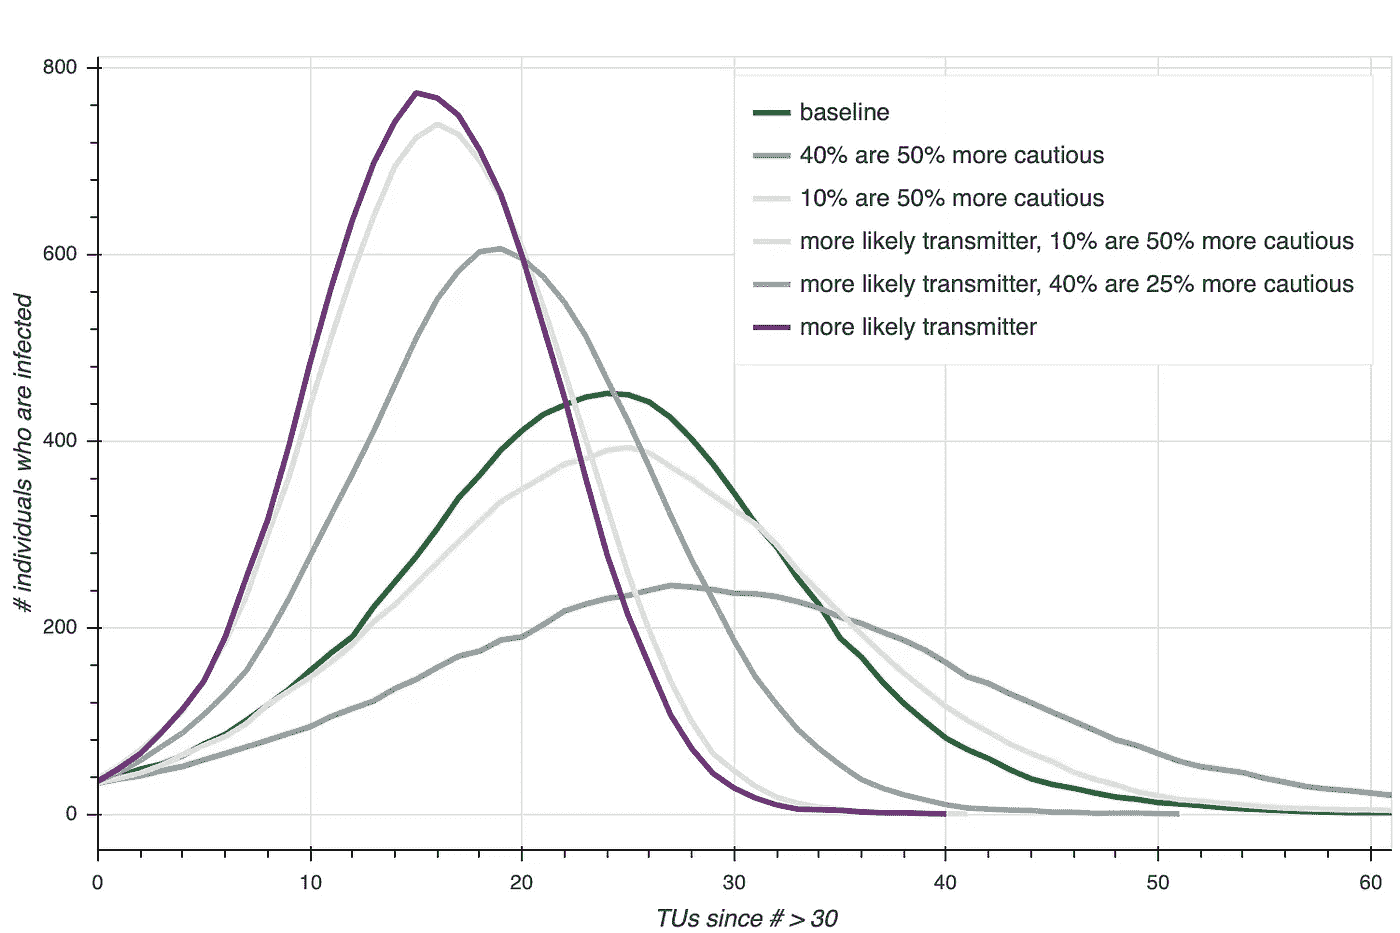 800
600
400
200
0
# individuals who are infected
baseline
40% are 50% more cautious
10% are 50% more cautious
more likely transmitter, 10% are 50% more cautious
more likely transmitter, 40% are 25% more cautious
more likely transmitter
0 10 20 30 40 50 60
TUs since # > 30